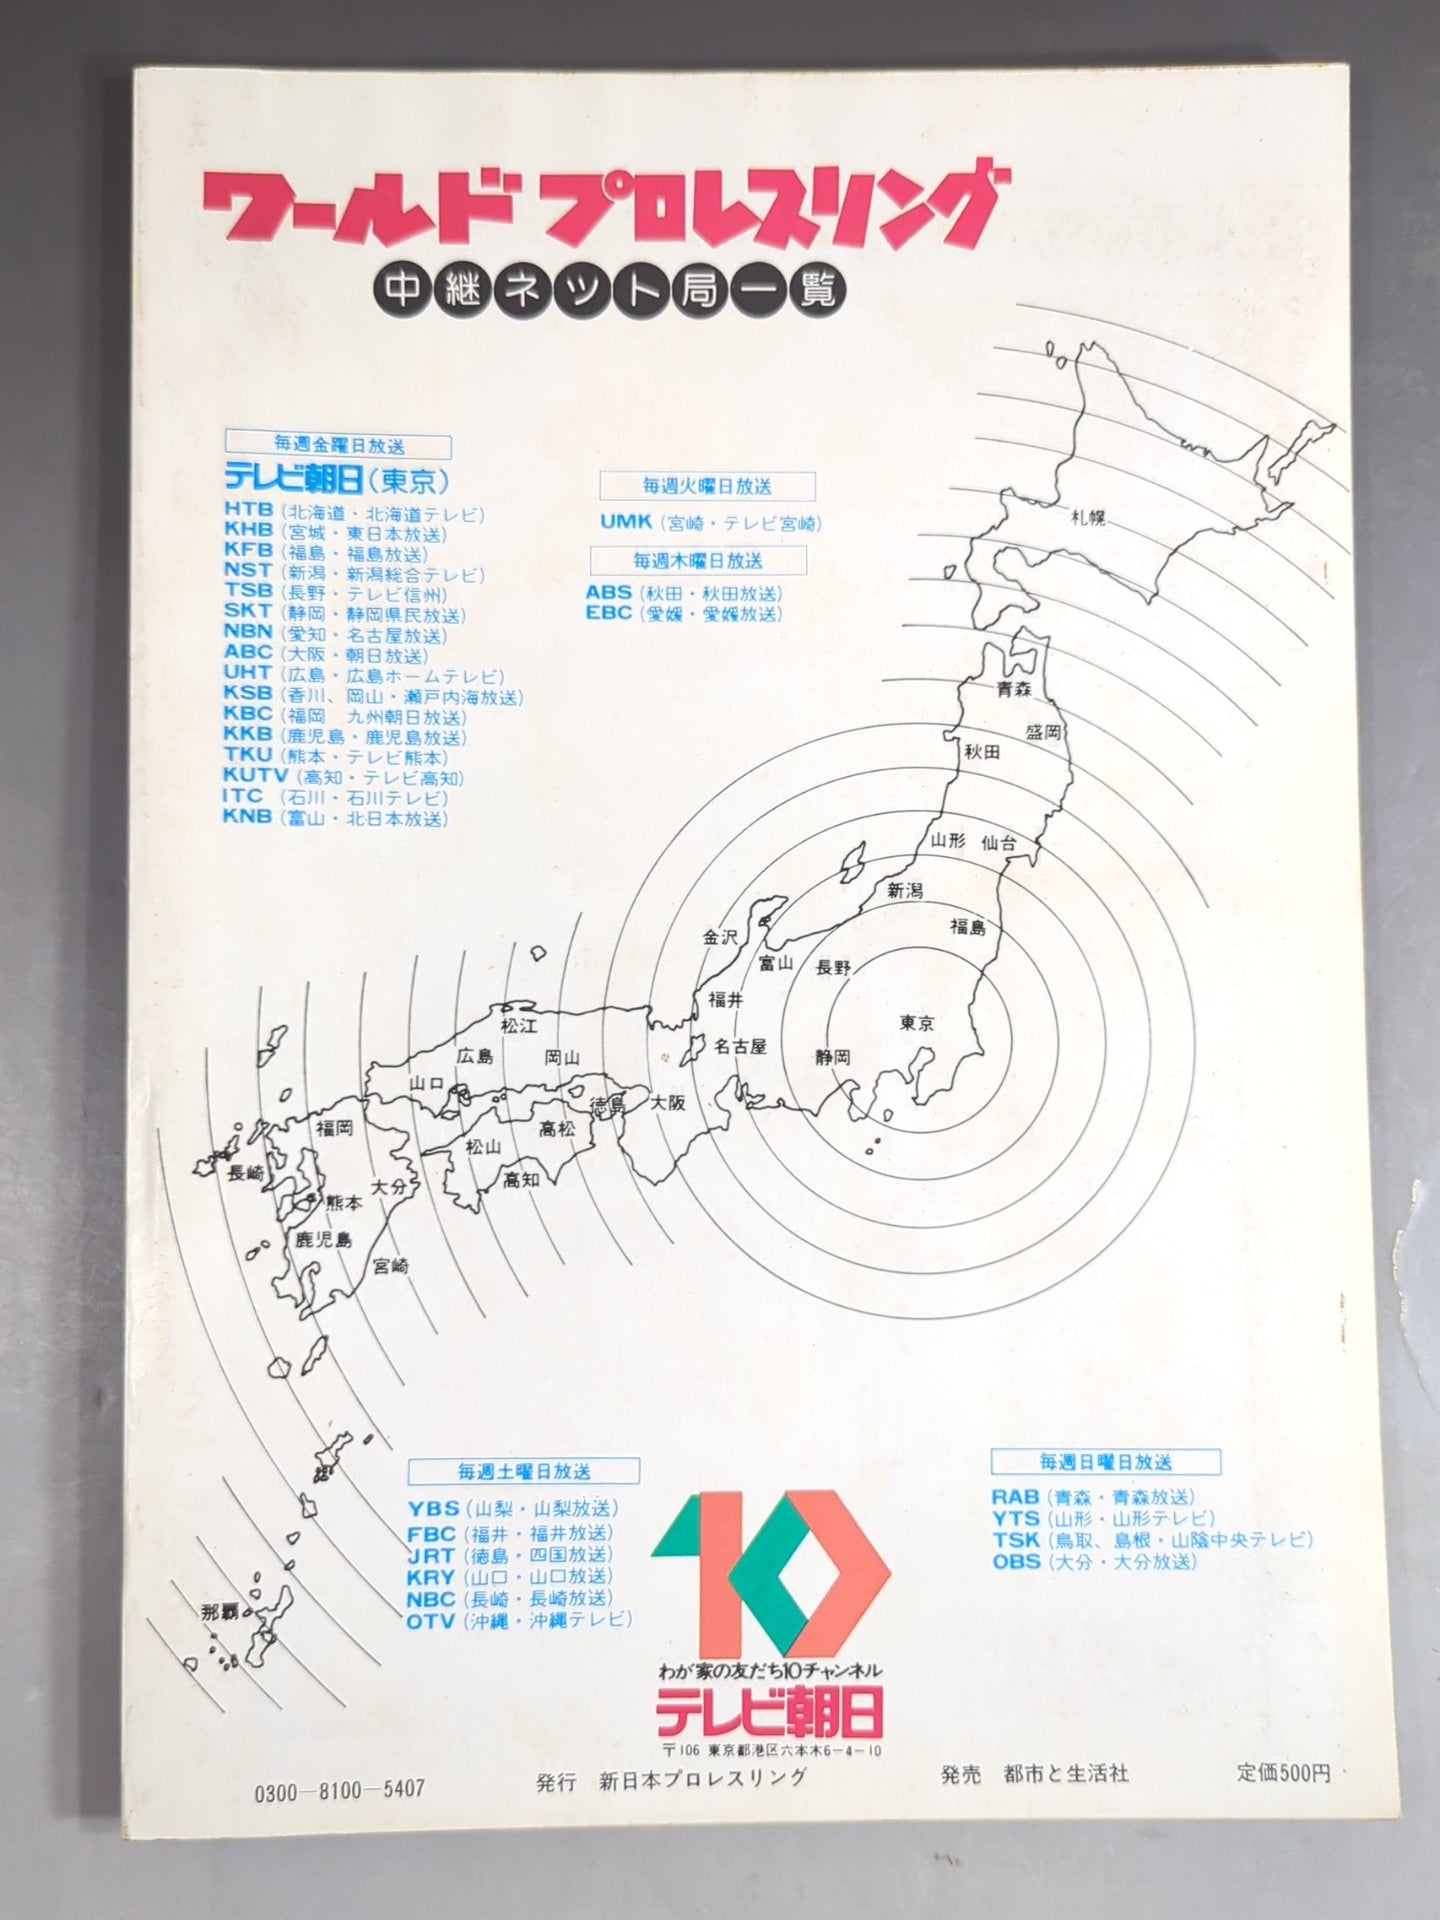 ワールド プロレスリング
中継ネット局一覧
毎週金曜日放送
テレビ朝日(東京)
HTB (北海道・北海道テレビ)
KHB (宮城・東日本放送)
KFB (福島・福島放送)
NST (新潟・新潟総合テレビ)
TSB (長野・テレビ信州)
SKT (静岡・静岡県民放送)
NBN (愛知・名古屋放送)
ABC (大阪・朝日放送)
UHT (広島・広島ホームテレビ)
KSB (香川、岡山・瀬戸内海放送)
KBC (福岡 九州朝日放送)
KKB (鹿児島・鹿児島放送)
TKU (熊本・テレビ熊本)
KUTV (高知・テレビ高知)
ITC (石川・石川テレビ)
KNB (富山・北日本放送)
毎週火曜日放送
UMK (宮崎・テレビ宮崎)
毎週木曜日放送
ABS (秋田・秋田放送)
EBC (愛媛・愛媛放送)
札幌
青森
盛岡
秋田
山形 仙台
新潟
福島
金沢
富山 長野
福井
東京
名古屋
静岡
松江
広島
岡山
山口
徳島
大阪
福岡
高松
松山
長崎
高知
大分
熊本
鹿児島
宮崎
那覇
毎週土曜日放送
YBS (山梨・山梨放送)
FBC (福井・福井放送)
JRT (徳島・四国放送)
KRY (山口・山口放送)
NBC (長崎・長崎放送)
OTV (沖縄・沖縄テレビ)
毎週日曜日放送
RAB (青森・青森放送)
YTS (山形・山形テレビ)
TSK (鳥取、島根・山陰中央テレビ)
OBS (大分・大分放送)
10
わが家の友だち10チャンネル
テレビ朝日
〒106 東京都港区六本木6-4-10
0300-8100-5407
発行 新日本プロレスリング
発売 都市と生活社
定価500円